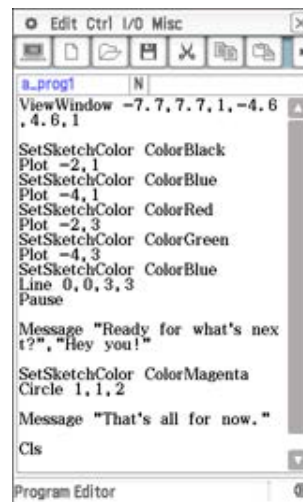 Edit Ctrl I/O Misc
a_prog1 N
ViewWindow -7.7,7.7,1,-4.6
,4.6,1
SetSketchColor ColorBlack
Plot -2,1
SetSketchColor ColorBlue
Plot -4,1
SetSketchColor ColorRed
Plot -2,3
SetSketchColor ColorGreen
Plot -4,3
SetSketchColor ColorBlue
Line 0,0,3,3
Pause
Message "Ready for what's nex
t?","Hey you!"
SetSketchColor ColorMagenta
Circle 1,1,2
Message "That's all for now."
Cls
Program Editor